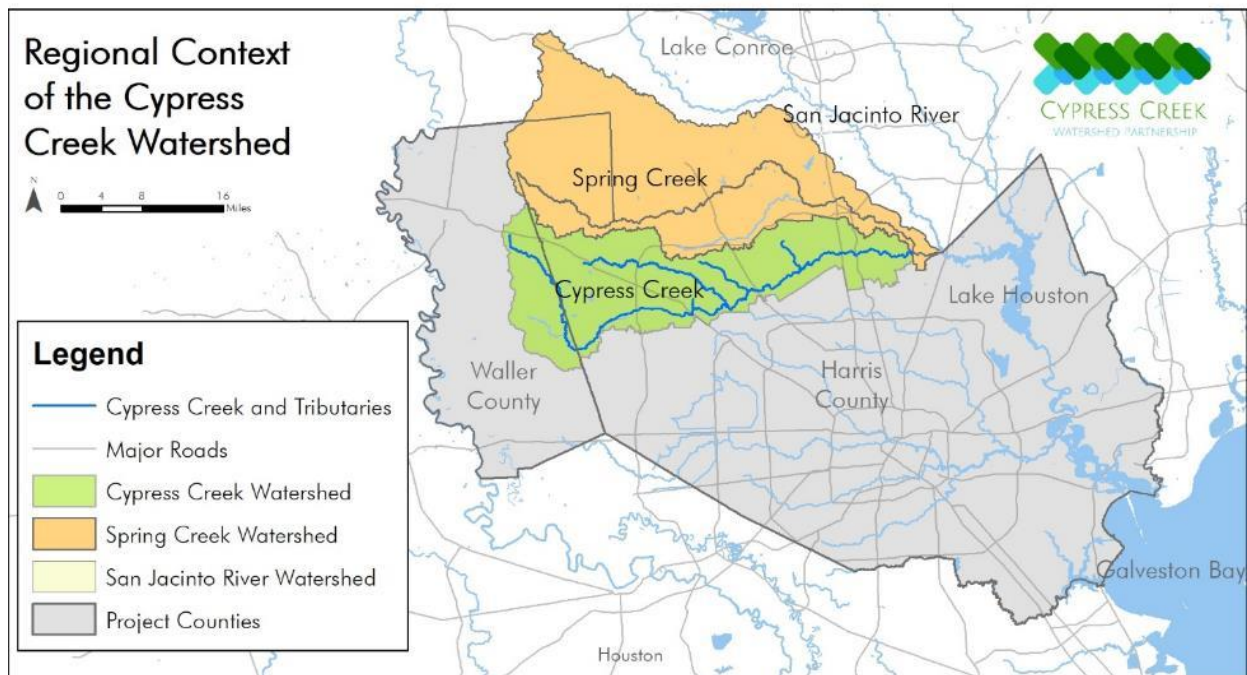 Regional Context
of the Cypress
Creek Watershed
N
0 4 8 16
Miles
Lake Conroe
San Jacinto River
CYPRESS CREEK
WATERSHED PARTNERSHIP
Spring Creek
Cypress Creek
Lake Houston
Waller
County
Harris
County
Galveston Bay
Houston
Legend
Cypress Creek and Tributaries
Major Roads
Cypress Creek Watershed
Spring Creek Watershed
San Jacinto River Watershed
Project Counties